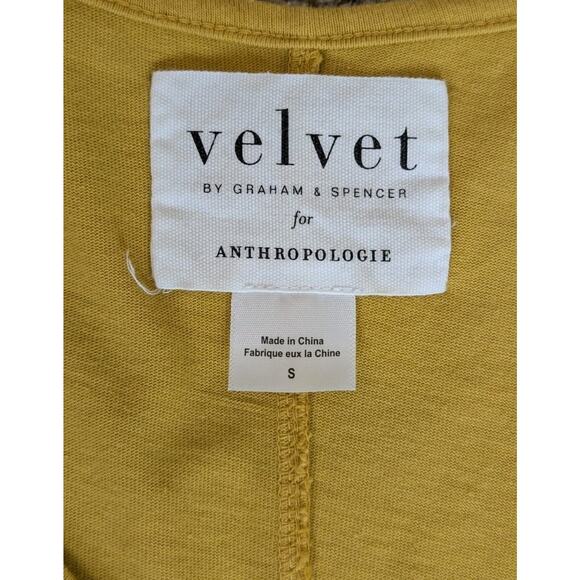 velvet
BY GRAHAM & SPENCER
for
ANTHROPOLOGIE
Made in China
Fabrique eux la Chine
S